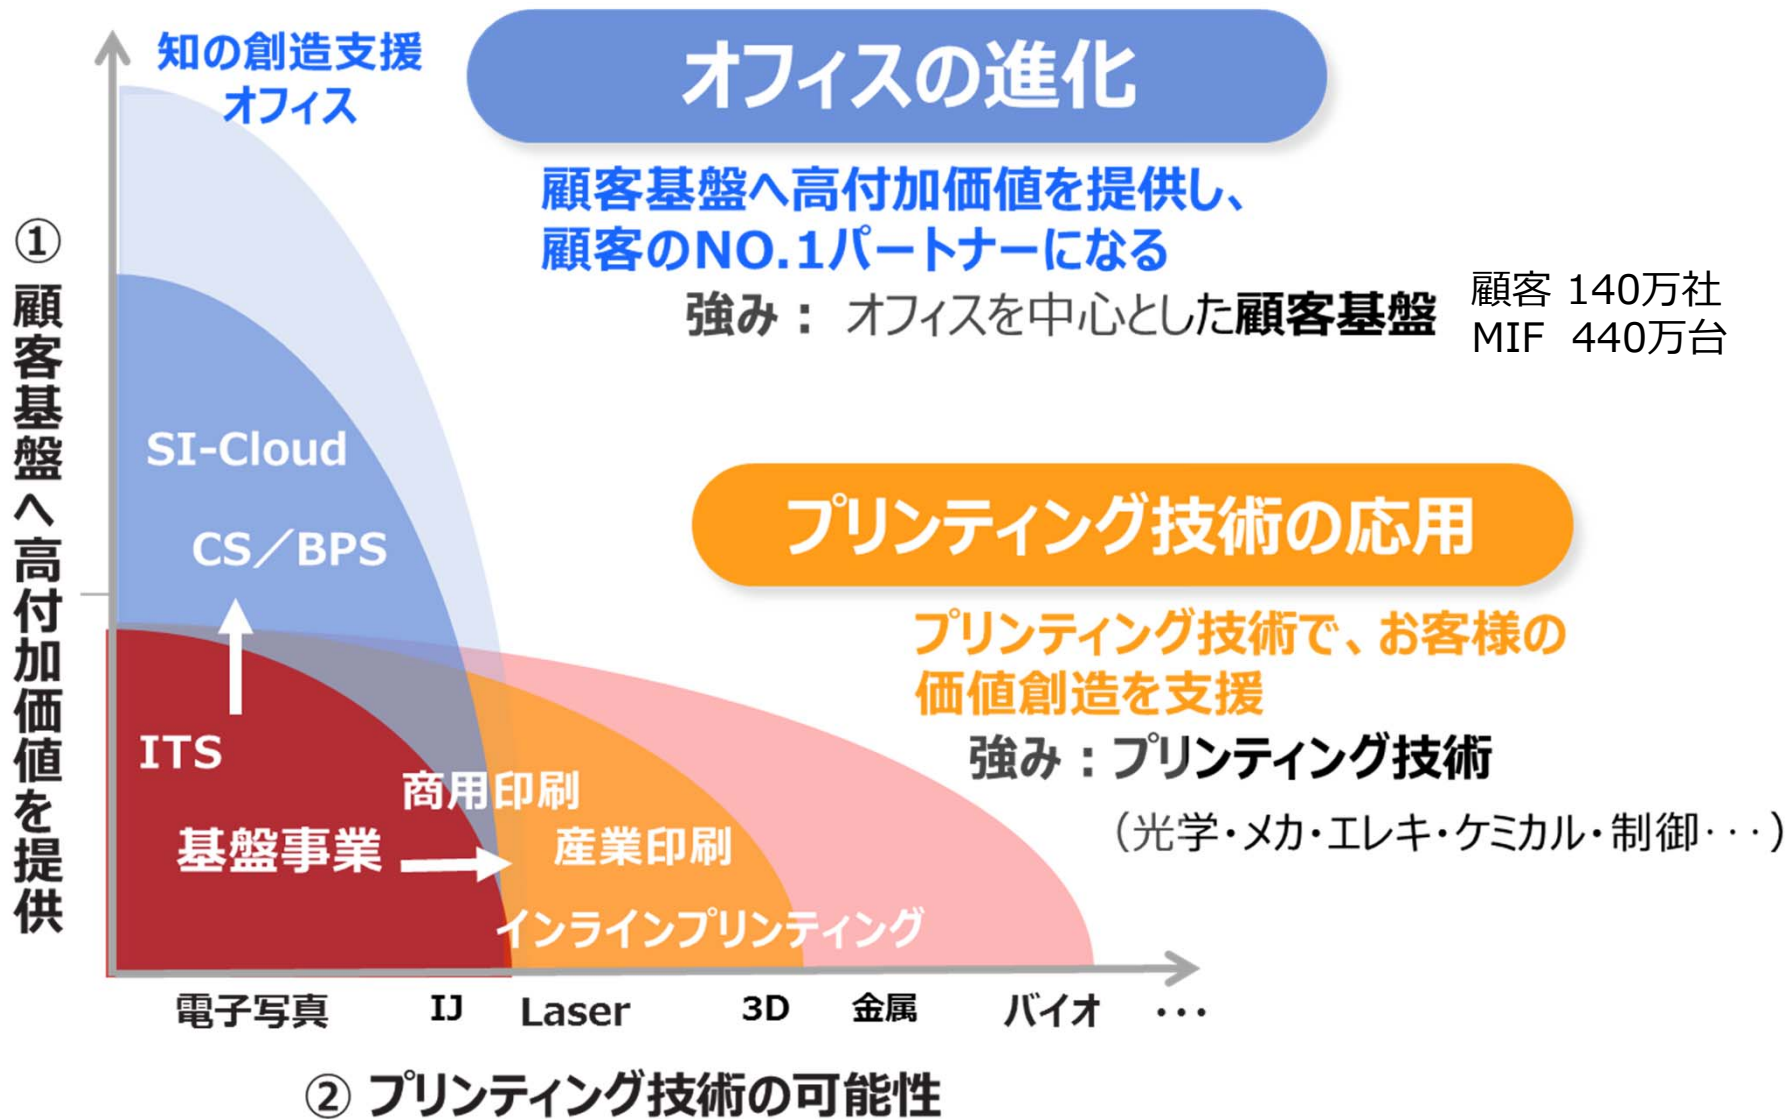 知の創造支援
オフィス
オフィスの進化
顧客基盤へ高付加価値を提供し、
顧客のNO.1パートナーになる
強み： オフィスを中心とした顧客基盤
顧客 140万社
MIF 440万台
① 顧客基盤へ高付加価値を提供
SI-Cloud
CS／BPS
プリンティング技術の応用
プリンティング技術で、お客様の
価値創造を支援
強み：プリンティング技術
（光学・メカ・エレキ・ケミカル・制御・・・）
ITS
商用印刷
基盤事業
産業印刷
インラインプリンティング
電子写真 IJ Laser 3D 金属 バイオ ・・・
② プリンティング技術の可能性